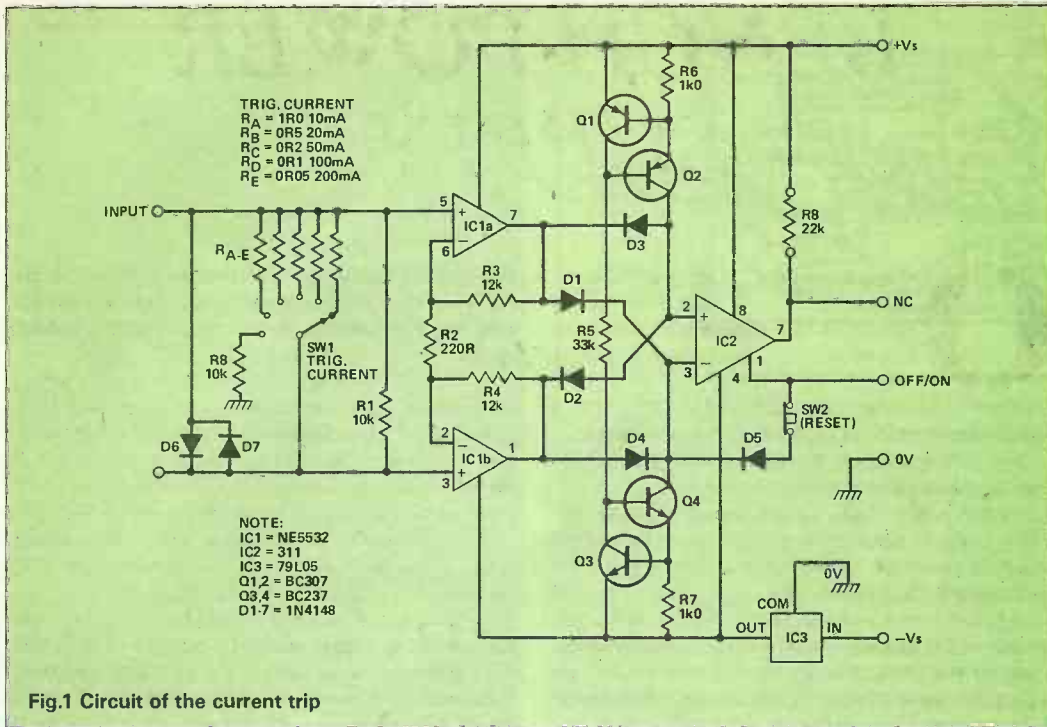 TRIG. CURRENT
RA = 1R0 10mA
RB = 0R5 20mA
RC = 0R2 50mA
RD = 0R1 100mA
RE = 0R05 200mA
INPUT
RA-E
R8
10k
SW1
TRIG.
CURRENT
R1
10k
D6
D7
5
+
6
−
IC1a
7
R3
12k
R2
220R
R4
12k
2
−
3
+
IC1b
1
D1
D2
D3
D4
D5
R5
33k
Q1
Q2
R6
1k0
Q4
Q3
R7
1k0
2
+
3
−
IC2
8
7
1
4
R8
22k
+Vs
NC
OFF/ON
SW2
(RESET)
0V
0V
COM
OUT
IC3
IN
−Vs
NOTE:
IC1 = NE5532
IC2 = 311
IC3 = 79L05
Q1,2 = BC307
Q3,4 = BC237
D1-7 = 1N4148
Fig.1 Circuit of the current trip